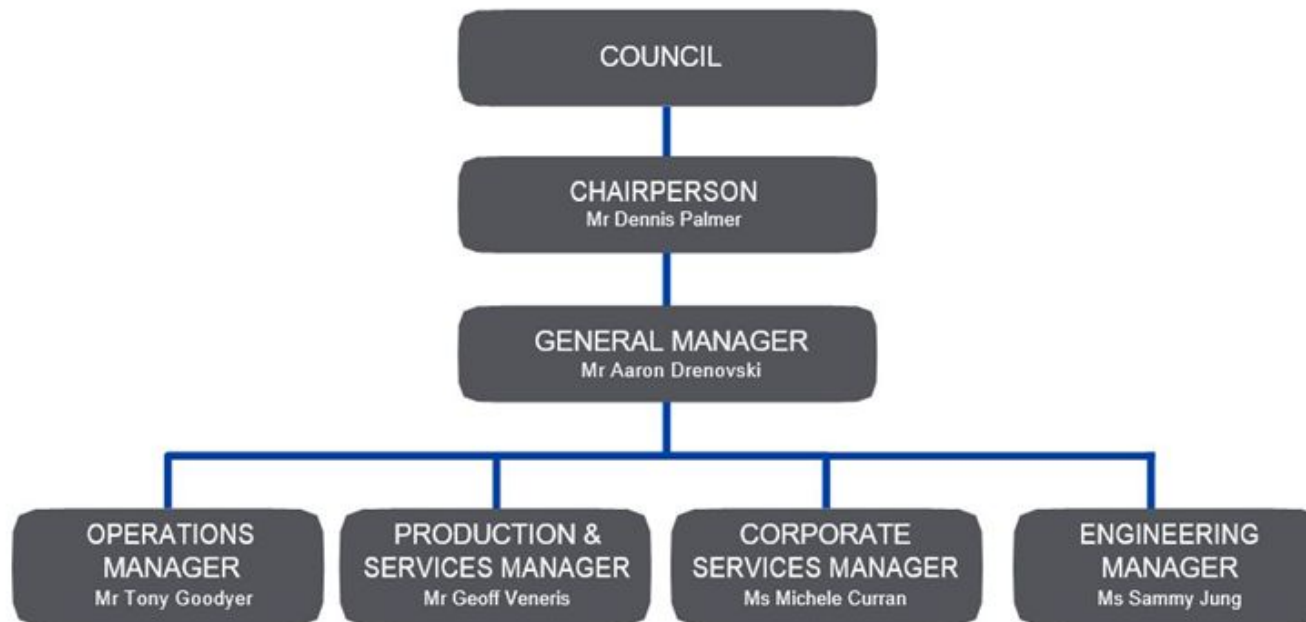 COUNCIL
CHAIRPERSON
Mr Dennis Palmer
GENERAL MANAGER
Mr Aaron Drenovski
OPERATIONS
MANAGER
Mr Tony Goodyer
PRODUCTION &
SERVICES MANAGER
Mr Geoff Veneris
CORPORATE
SERVICES MANAGER
Ms Michele Curran
ENGINEERING
MANAGER
Ms Sammy Jung